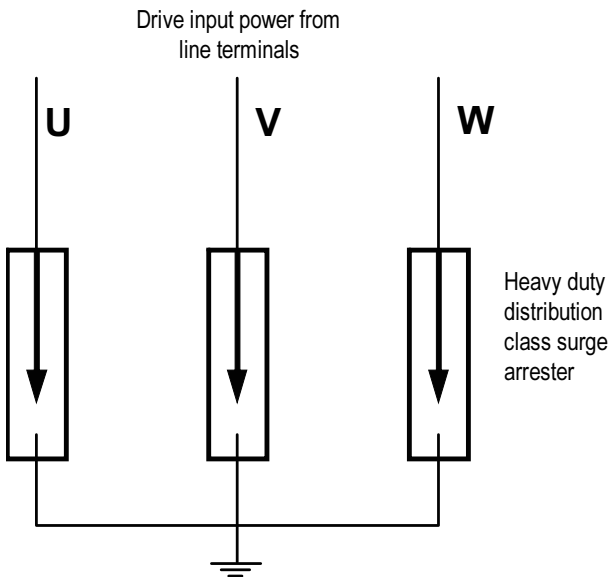 Drive input power from
line terminals
U
V
W
Heavy duty
distribution
class surge
arrester